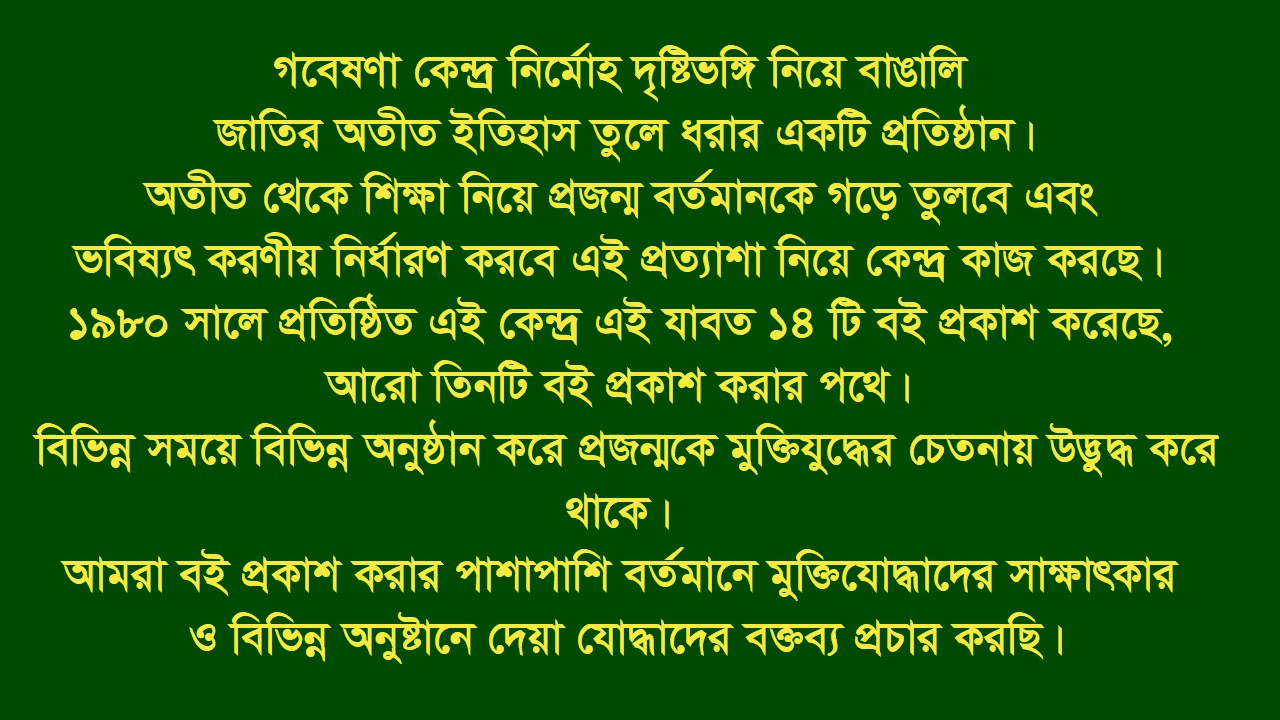 গবেষণা কেন্দ্র নির্মোহ দৃষ্টিভঙ্গি নিয়ে বাঙালি
জাতির অতীত ইতিহাস তুলে ধরার একটি প্রতিষ্ঠান।
অতীত থেকে শিক্ষা নিয়ে প্রজন্ম বর্তমানকে গড়ে তুলবে এবং
ভবিষ্যৎ করণীয় নির্ধারণ করবে এই প্রত্যাশা নিয়ে কেন্দ্র কাজ করছে।
১৯৮০ সালে প্রতিষ্ঠিত এই কেন্দ্র এই যাবত ১৪ টি বই প্রকাশ করেছে,
আরো তিনটি বই প্রকাশ করার পথে।
বিভিন্ন সময়ে বিভিন্ন অনুষ্ঠান করে প্রজন্মকে মুক্তিযুদ্ধের চেতনায় উদ্ভুদ্ধ করে
থাকে।
আমরা বই প্রকাশ করার পাশাপাশি বর্তমানে মুক্তিযোদ্ধাদের সাক্ষাৎকার
ও বিভিন্ন অনুষ্টানে দেয়া যোদ্ধাদের বক্তব্য প্রচার করছি।